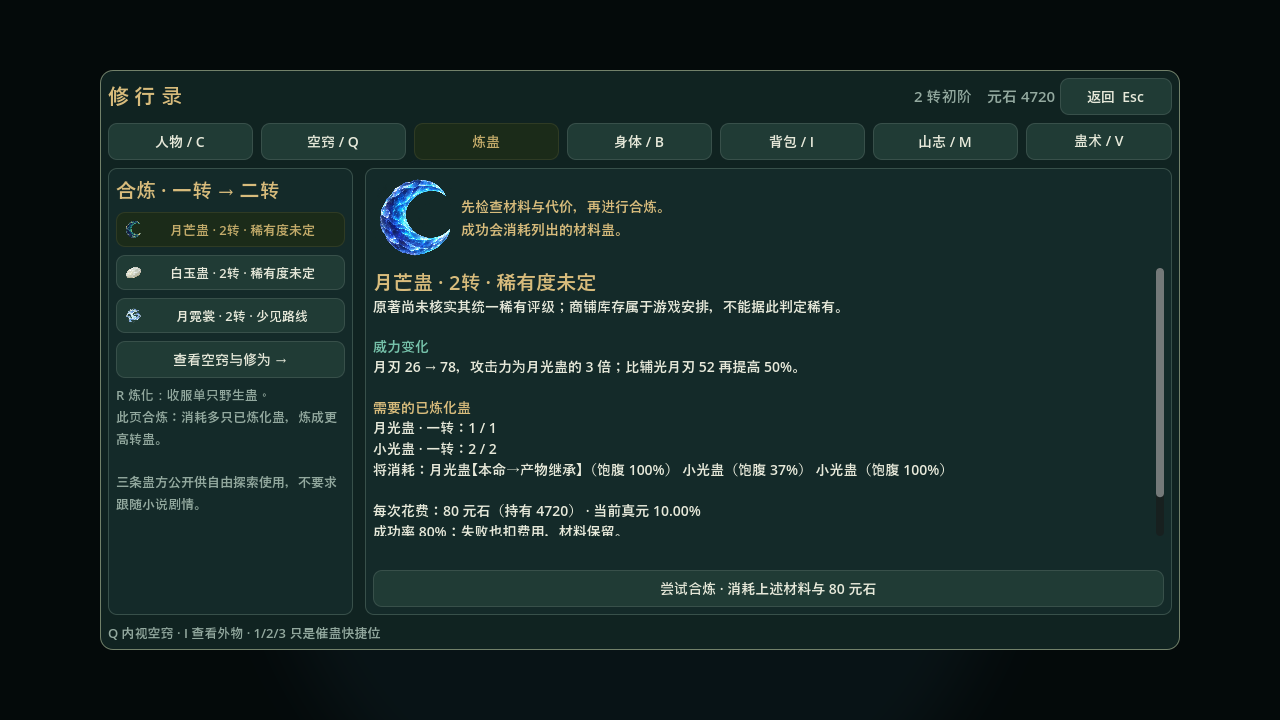 修行录
2 转初阶 元石 4720
返回 Esc
人物 / C
空窍 / Q
炼蛊
身体 / B
背包 / I
山志 / M
蛊术 / V
合炼 · 一转 → 二转
月芒蛊 · 2转 · 稀有度未定
白玉蛊 · 2转 · 稀有度未定
月霓裳 · 2转 · 少见路线
查看空窍与修为 →
R 炼化：收服单只野生蛊。
此页合炼：消耗多只已炼化蛊，炼成更
高转蛊。
三条蛊方公开供自由探索使用，不要求
跟随小说剧情。
先检查材料与代价，再进行合炼。
成功会消耗列出的材料蛊。
月芒蛊 · 2转 · 稀有度未定
原著尚未核实其统一稀有评级；商铺库存属于游戏安排，不能据此判定稀有。
威力变化
月刃 26 → 78，攻击力为月光蛊的 3 倍；比辅光月刃 52 再提高 50%。
需要的已炼化蛊
月光蛊 · 一转：1 / 1
小光蛊 · 一转：2 / 2
将消耗：月光蛊【本命→产物继承】（饱腹 100%） 小光蛊（饱腹 37%） 小光蛊（饱腹 100%）
每次花费：80 元石（持有 4720） · 当前真元 10.00%
成功率 80%：失败也扣费用，材料保留。
尝试合炼 · 消耗上述材料与 80 元石
Q 内视空窍 · I 查看外物 · 1/2/3 只是催蛊快捷位